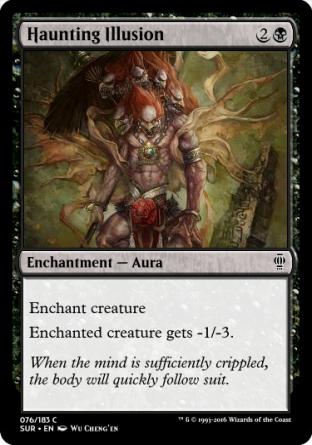 Haunting Illusion 2
Enchantment — Aura
Enchant creature
Enchanted creature gets -1/-3.
When the mind is sufficiently crippled,
the body will quickly follow suit.
076/183 C
SUR • EN Wu Cheng'en
™ & © 1993-2016 Wizards of the Coast